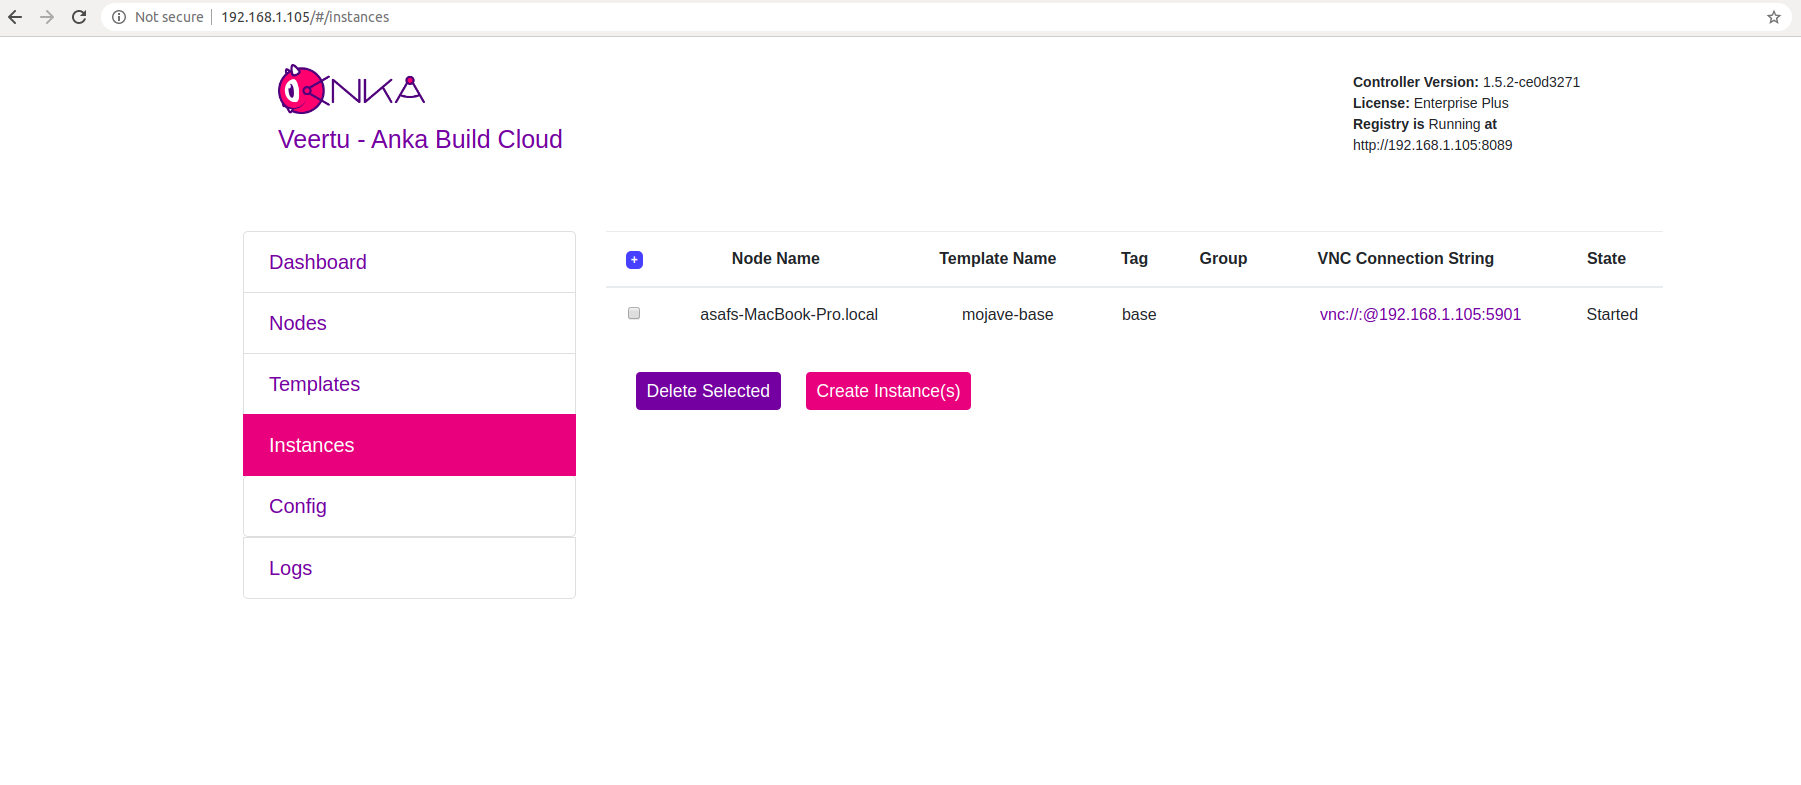 Not secure | 192.168.1.105/#/instances
ANKA
Veertu - Anka Build Cloud
Controller Version: 1.5.2-ce0d3271
License: Enterprise Plus
Registry is Running at
http://192.168.1.105:8089
Dashboard
Nodes
Templates
Instances
Config
Logs
+ Node Name Template Name Tag Group VNC Connection String State
asafs-MacBook-Pro.local mojave-base base vnc://:@192.168.1.105:5901 Started
Delete Selected Create Instance(s)